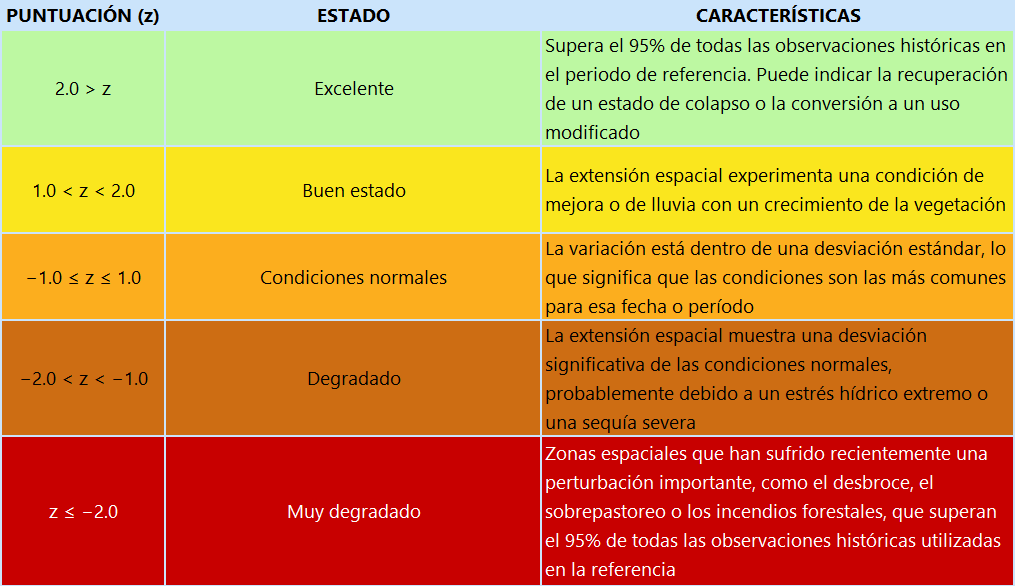 PUNTUACIÓN (z) ESTADO CARACTERÍSTICAS
2.0 > z
Excelente
Supera el 95% de todas las observaciones históricas en
el periodo de referencia. Puede indicar la recuperación
de un estado de colapso o la conversión a un uso
modificado
1.0 < z < 2.0
Buen estado
La extensión espacial experimenta una condición de
mejora o de lluvia con un crecimiento de la vegetación
−1.0 ≤ z ≤ 1.0
Condiciones normales
La variación está dentro de una desviación estándar, lo
que significa que las condiciones son las más comunes
para esa fecha o período
−2.0 < z < −1.0
Degradado
La extensión espacial muestra una desviación
significativa de las condiciones normales,
probablemente debido a un estrés hídrico extremo o
una sequía severa
z ≤ −2.0
Muy degradado
Zonas espaciales que han sufrido recientemente una
perturbación importante, como el desbroce, el
sobrepastoreo o los incendios forestales, que superan
el 95% de todas las observaciones históricas utilizadas
en la referencia